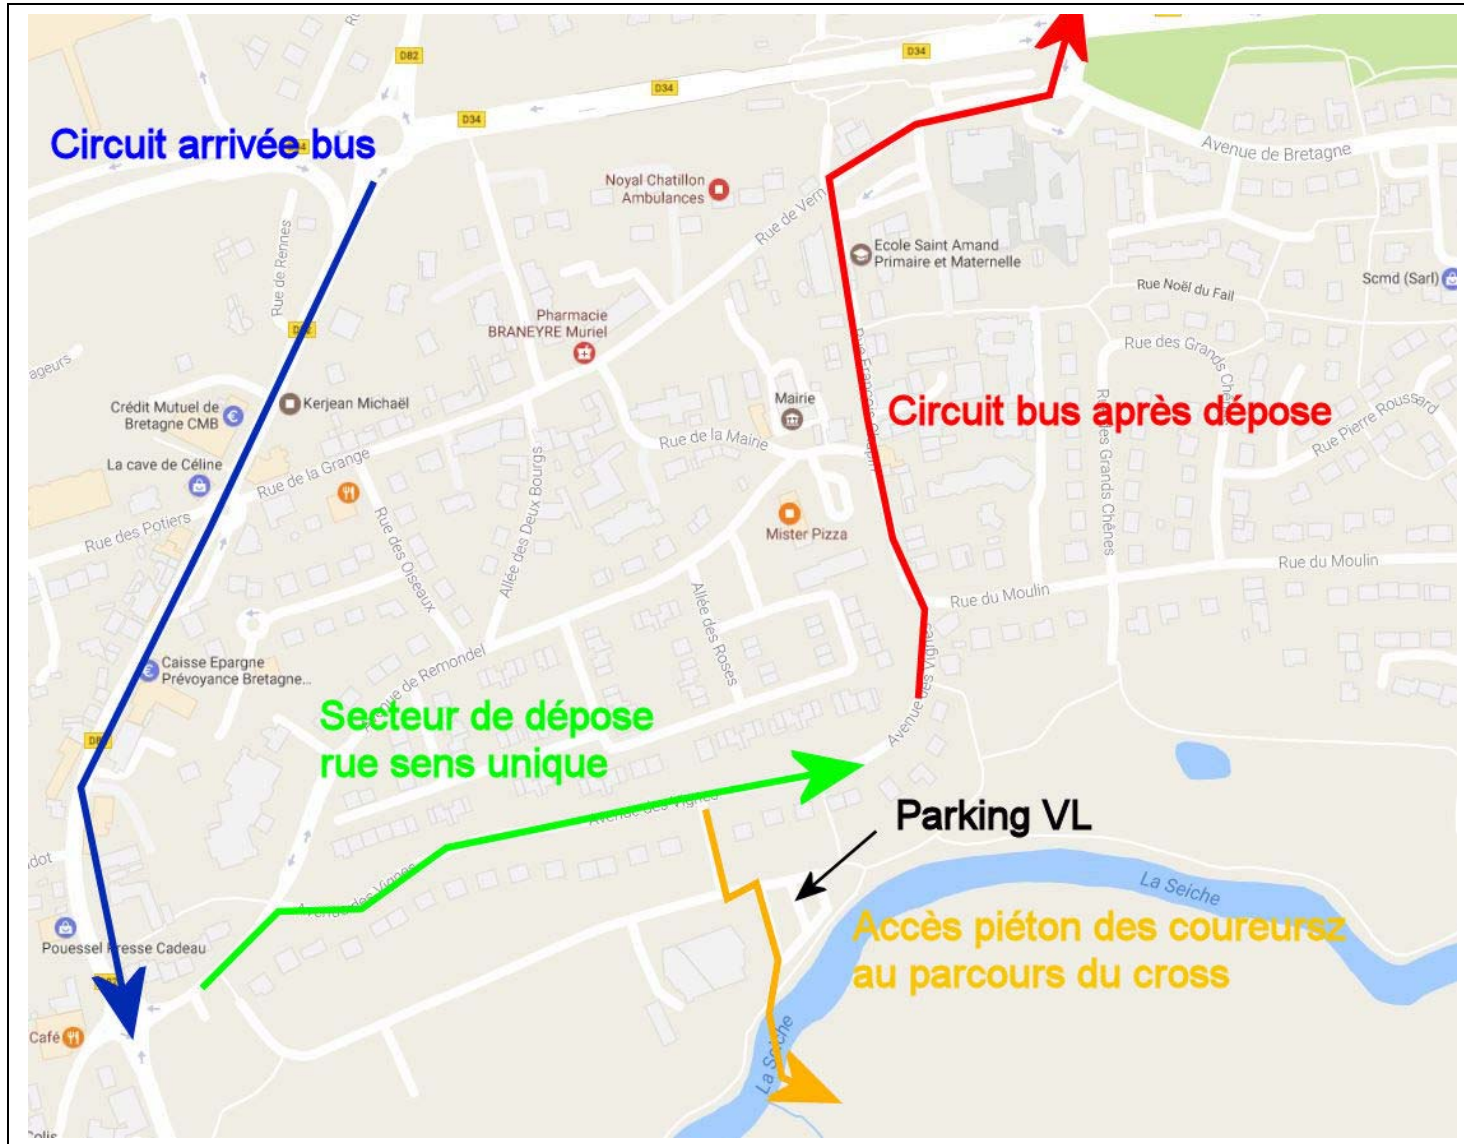 D82
D34
D34
D34
Circuit arrivée bus
Avenue de Bretagne
Noyal Chatillon
Ambulances
Rue de Vern
Rue de Rennes
Ecole Saint Amand
Primaire et Maternelle
Scmd (Sarl)
Rue Noël du Fail
Pharmacie
BRANEYRE Muriel
Rue des Grands Chênes
ageurs
Kerjean Michaël
Crédit Mutuel de
Bretagne CMB
Mairie
Circuit bus après dépose
Rue Pierre Roussard
Rue de la Mairie
La cave de Céline
Rue de la Grange
Rue des Grands Chênes
Allée des Deux Bourgs
Rue des Potiers
Rue des Oiseaux
Mister Pizza
Rue du Moulin
Rue du Moulin
Allée des Roses
Caisse Epargne
Prévoyance Bretagne...
de Remondel
Avenue des Vignes
Secteur de dépose
rue sens unique
Avenue des Vignes
Parking VL
dot
Avenue des Vignes
La Seiche
Pouessel Presse Cadeau
Accès piéton des coureursz
au parcours du cross
Café
La Seiche
Colis